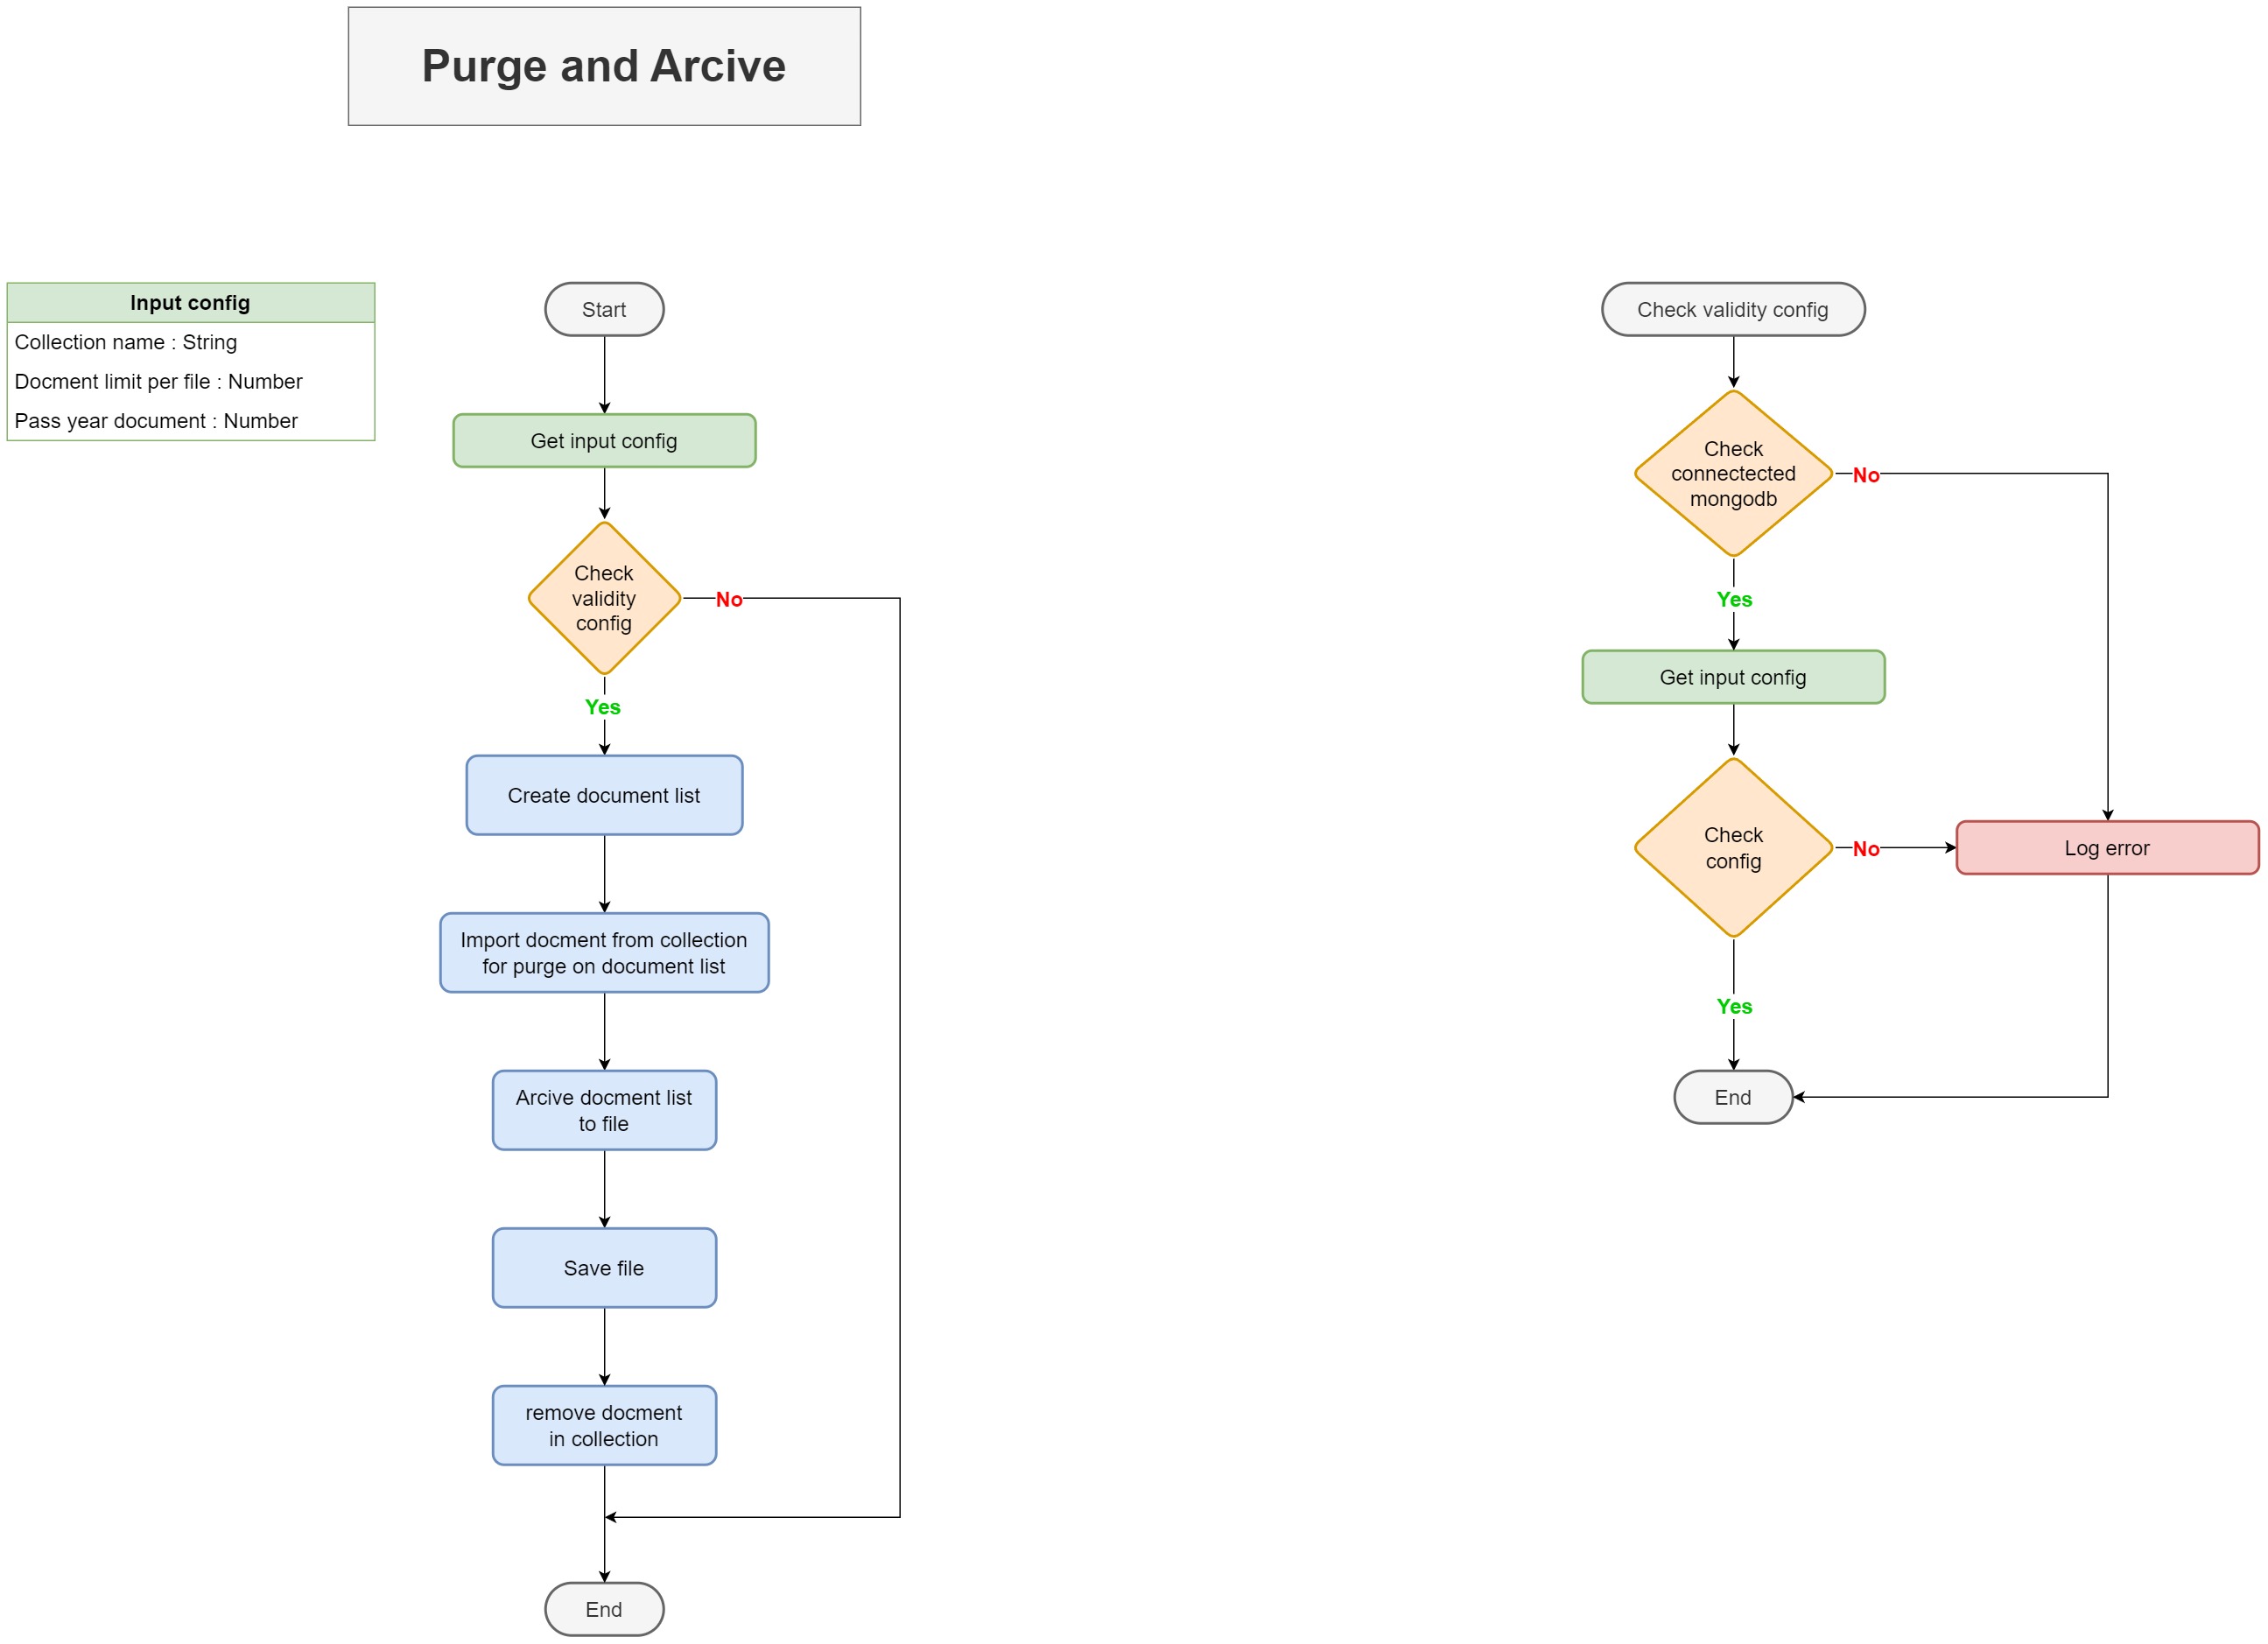 Purge and Arcive
Input config
Collection name : String
Docment limit per file : Number
Pass year document : Number
Start
Get input config
Check
validity
config
No
Yes
Create document list
Import docment from collection
for purge on document list
Arcive docment list
to file
Save file
remove docment
in collection
End
Check validity config
Check
connectected
mongodb
No
Yes
Get input config
Check
config
No
Log error
Yes
End